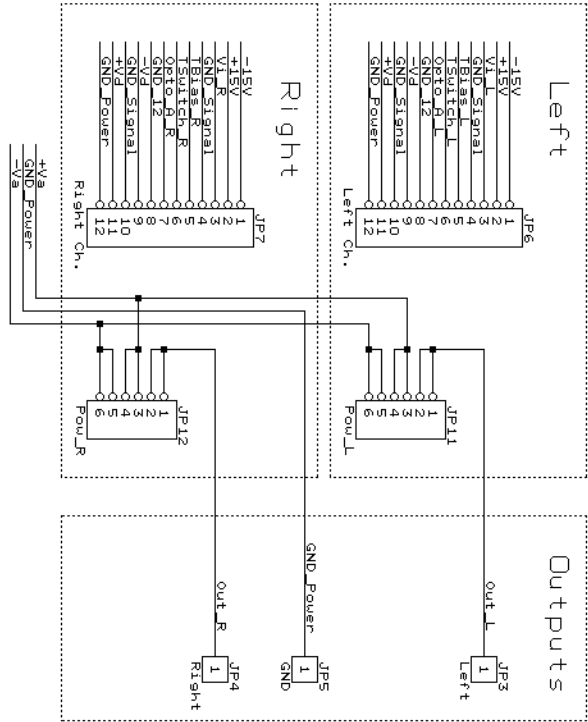 Left
-15V 1
+15V 2
Vi_L 3
GND_Signal 4
TBias_L 5
TSwitch_L 6
Opto_A_L 7
GND_12 8
-Vd 9
GND_Signal 10
+Vd 11
GND_Power 12
JP6
Left Ch.
JP11
1
2
3
4
5
6
Pow_L
Right
-15V 1
+15V 2
Vi_R 3
GND_Signal 4
TBias_R 5
TSwitch_R 6
Opto_A_R 7
GND_12 8
-Vd 9
GND_Signal 10
+Vd 11
GND_Power 12
JP7
Right Ch.
JP12
1
2
3
4
5
6
Pow_R
+Va
GND_Power
-Va
Outputs
Out_L
JP3
1
Left
GND_Power
JP5
1
GND
Out_R
JP4
1
Right